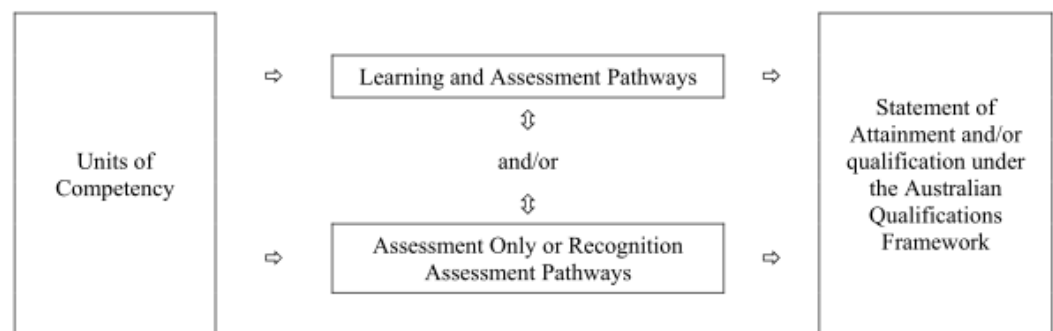 Units of
Competency
⇨
Learning and Assessment Pathways
⇨
⇳
and/or
⇳
⇨
Assessment Only or Recognition
Assessment Pathways
⇨
Statement of
Attainment and/or
qualification under
the Australian
Qualifications
Framework